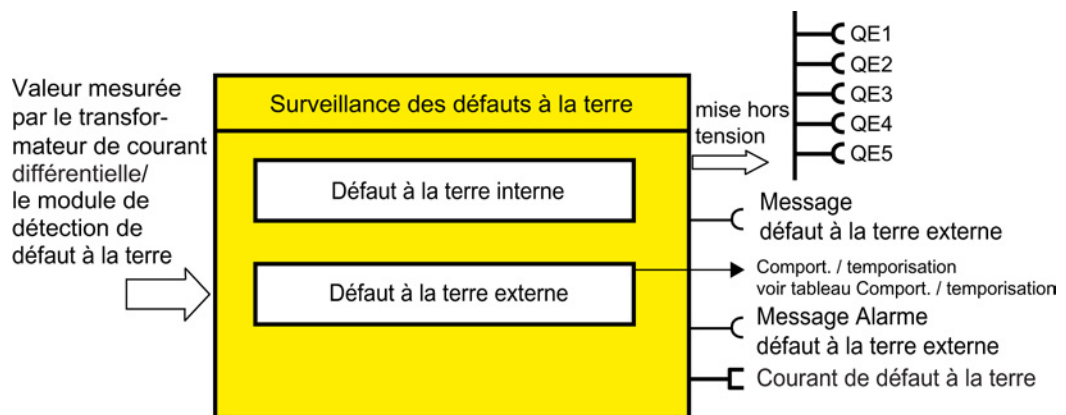 Valeur mesurée
par le transfor-
mateur de courant
différentielle/
le module de
détection de
défaut à la terre
Surveillance des défauts à la terre
Défaut à la terre interne
Défaut à la terre externe
mise hors
tension
QE1
QE2
QE3
QE4
QE5
Message
défaut à la terre externe
Comport. / temporisation
voir tableau Comport. / temporisation
Message Alarme
défaut à la terre externe
Courant de défaut à la terre